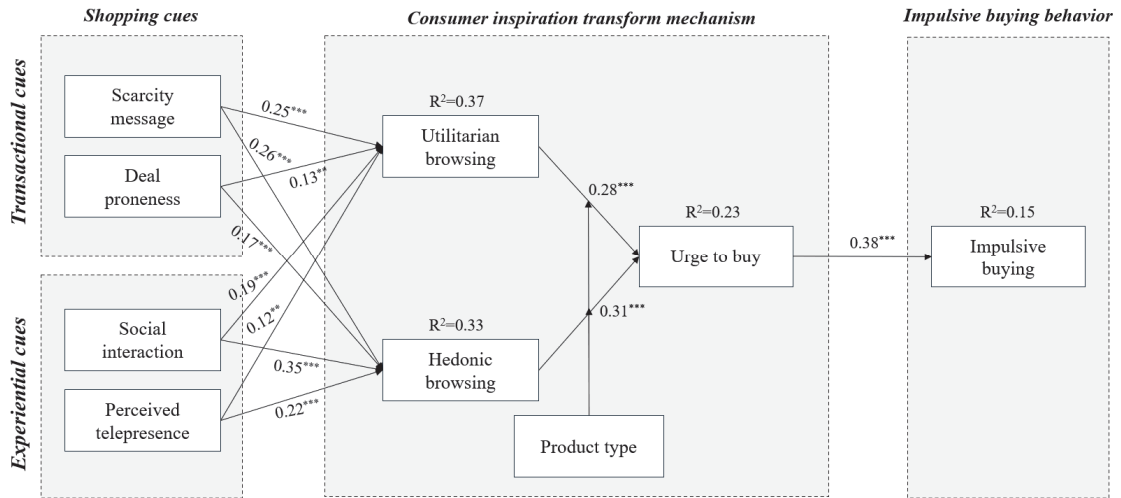 Shopping cues
Consumer inspiration transform mechanism
Impulsive buying behavior
Transactional cues
Scarcity
message
Deal
proneness
Experiential cues
Social
interaction
Perceived
telepresence
0.25***
0.26***
0.13**
0.17***
0.19***
0.12**
0.35***
0.22***
R²=0.37
Utilitarian
browsing
R²=0.33
Hedonic
browsing
Product type
0.28***
0.31***
R²=0.23
Urge to buy
0.38***
R²=0.15
Impulsive
buying